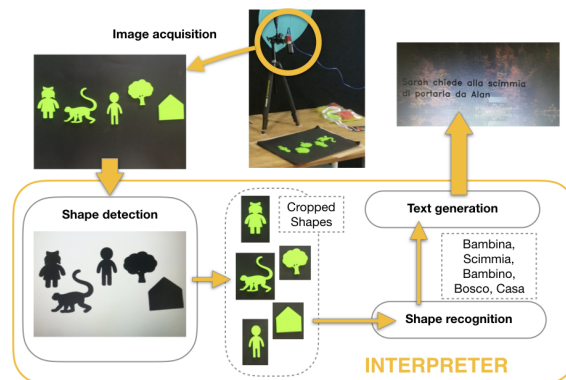 Image acquisition
Sarah chiede alla scimmia
di portarla da Alan
Shape detection
Cropped
Shapes
Text generation
Bambina,
Scimmia,
Bambino,
Bosco, Casa
Shape recognition
INTERPRETER